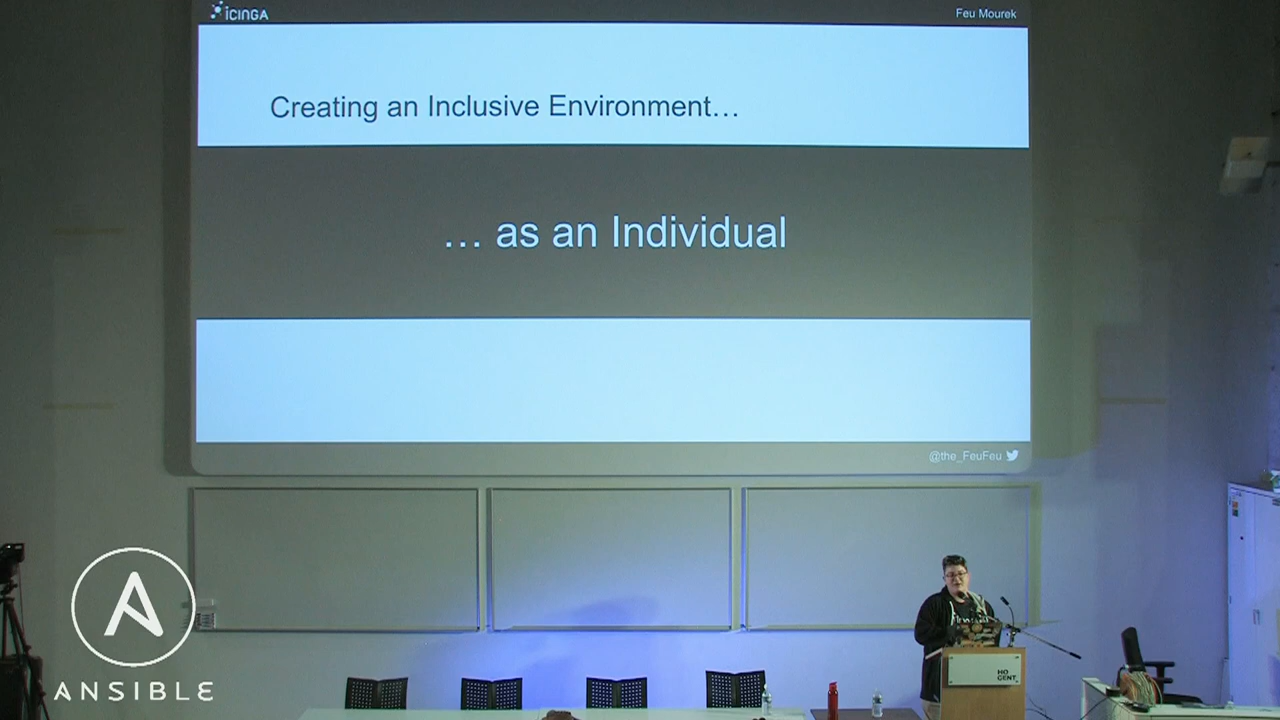 iCINGA
Feu Mourek
Creating an Inclusive Environment…
… as an Individual
@the_FeuFeu
HO
GENT
ANSIBLE